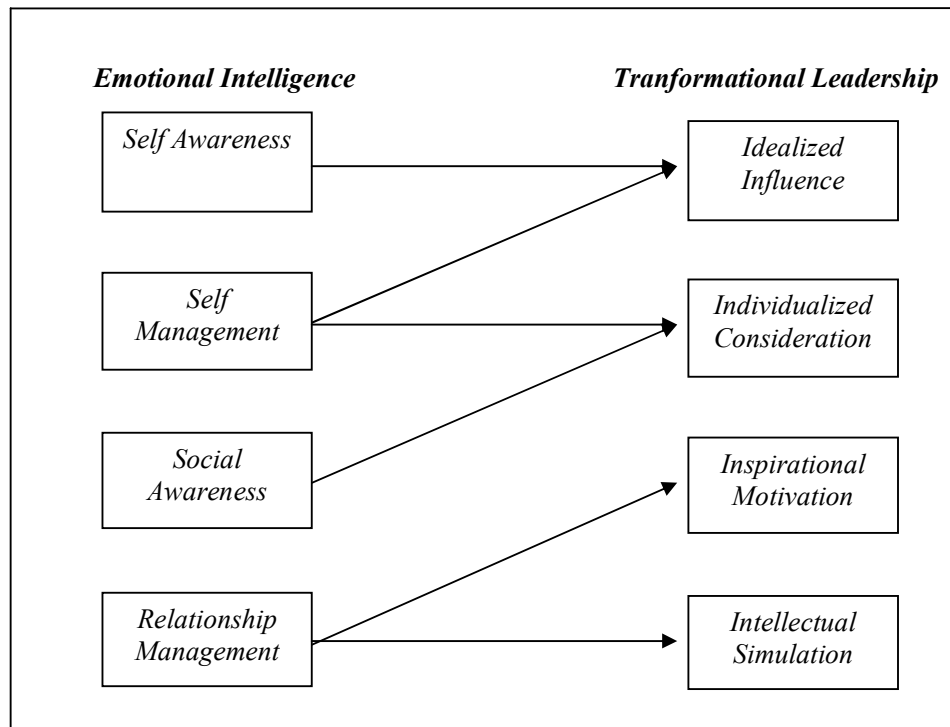 Emotional Intelligence
Tranformational Leadership
Self Awareness
Idealized
Influence
Self
Management
Individualized
Consideration
Social
Awareness
Inspirational
Motivation
Relationship
Management
Intellectual
Simulation